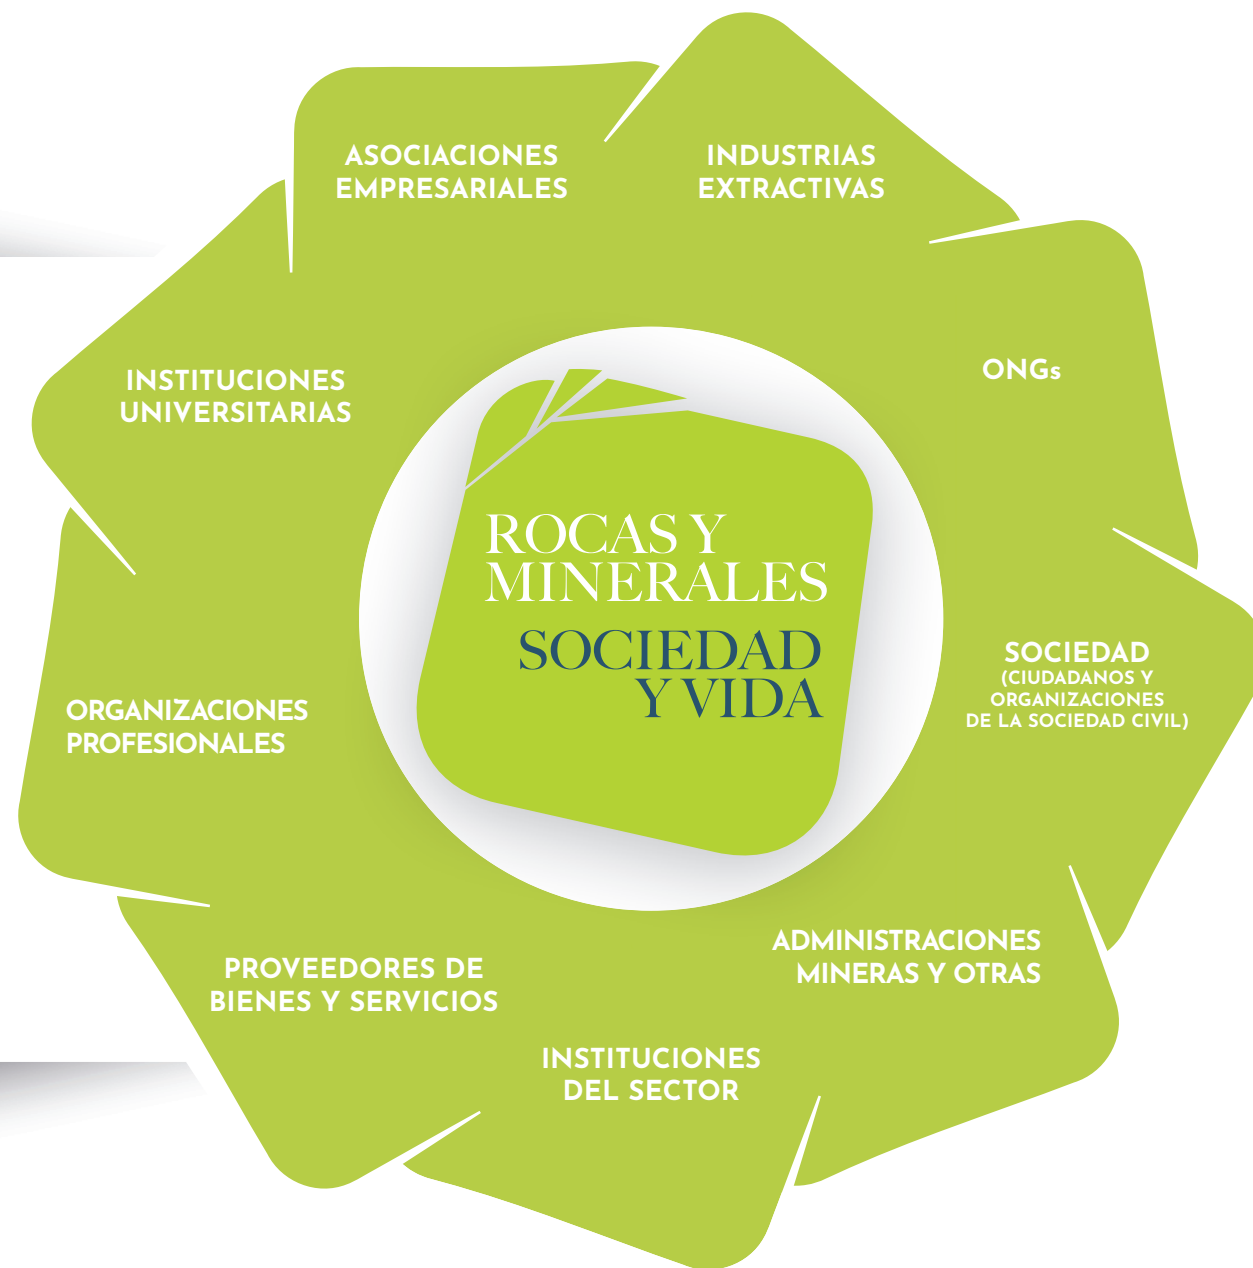 ASOCIACIONES
EMPRESARIALES
INDUSTRIAS
EXTRACTIVAS
ONGs
INSTITUCIONES
UNIVERSITARIAS
ROCAS Y
MINERALES
SOCIEDAD
Y VIDA
SOCIEDAD
(CIUDADANOS Y
ORGANIZACIONES
DE LA SOCIEDAD CIVIL)
ORGANIZACIONES
PROFESIONALES
ADMINISTRACIONES
MINERAS Y OTRAS
PROVEEDORES DE
BIENES Y SERVICIOS
INSTITUCIONES
DEL SECTOR